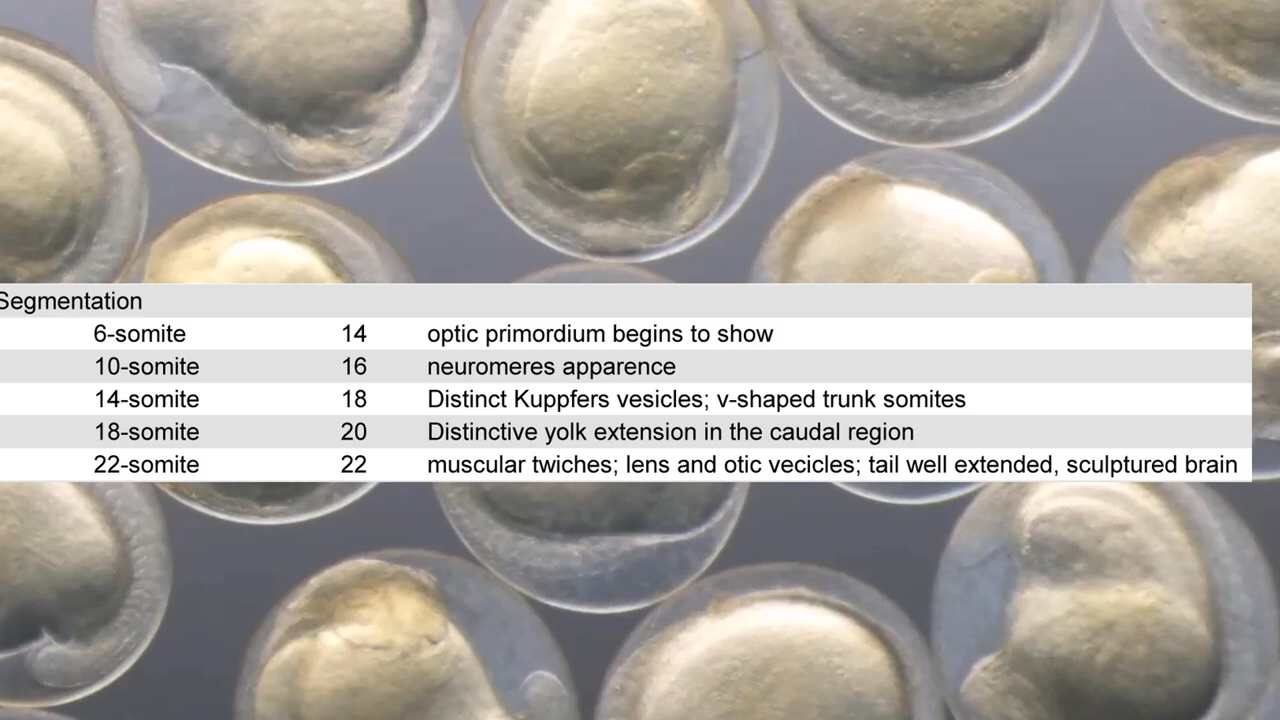 Segmentation
6-somite 14 optic primordium begins to show
10-somite 16 neuromeres apparence
14-somite 18 Distinct Kuppfers vesicles; v-shaped trunk somites
18-somite 20 Distinctive yolk extension in the caudal region
22-somite 22 muscular twiches; lens and otic vecicles; tail well extended, sculptured brain